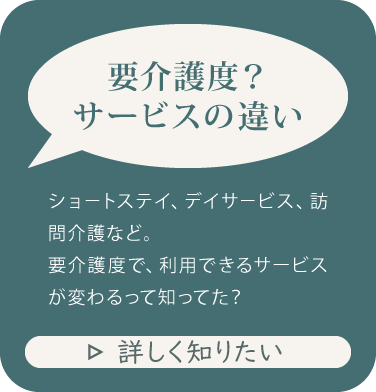 要介護度？
サービスの違い
ショートステイ、デイサービス、訪
問介護など。
要介護度で、利用できるサービス
が変わるって知ってた？
▷ 詳しく知りたい